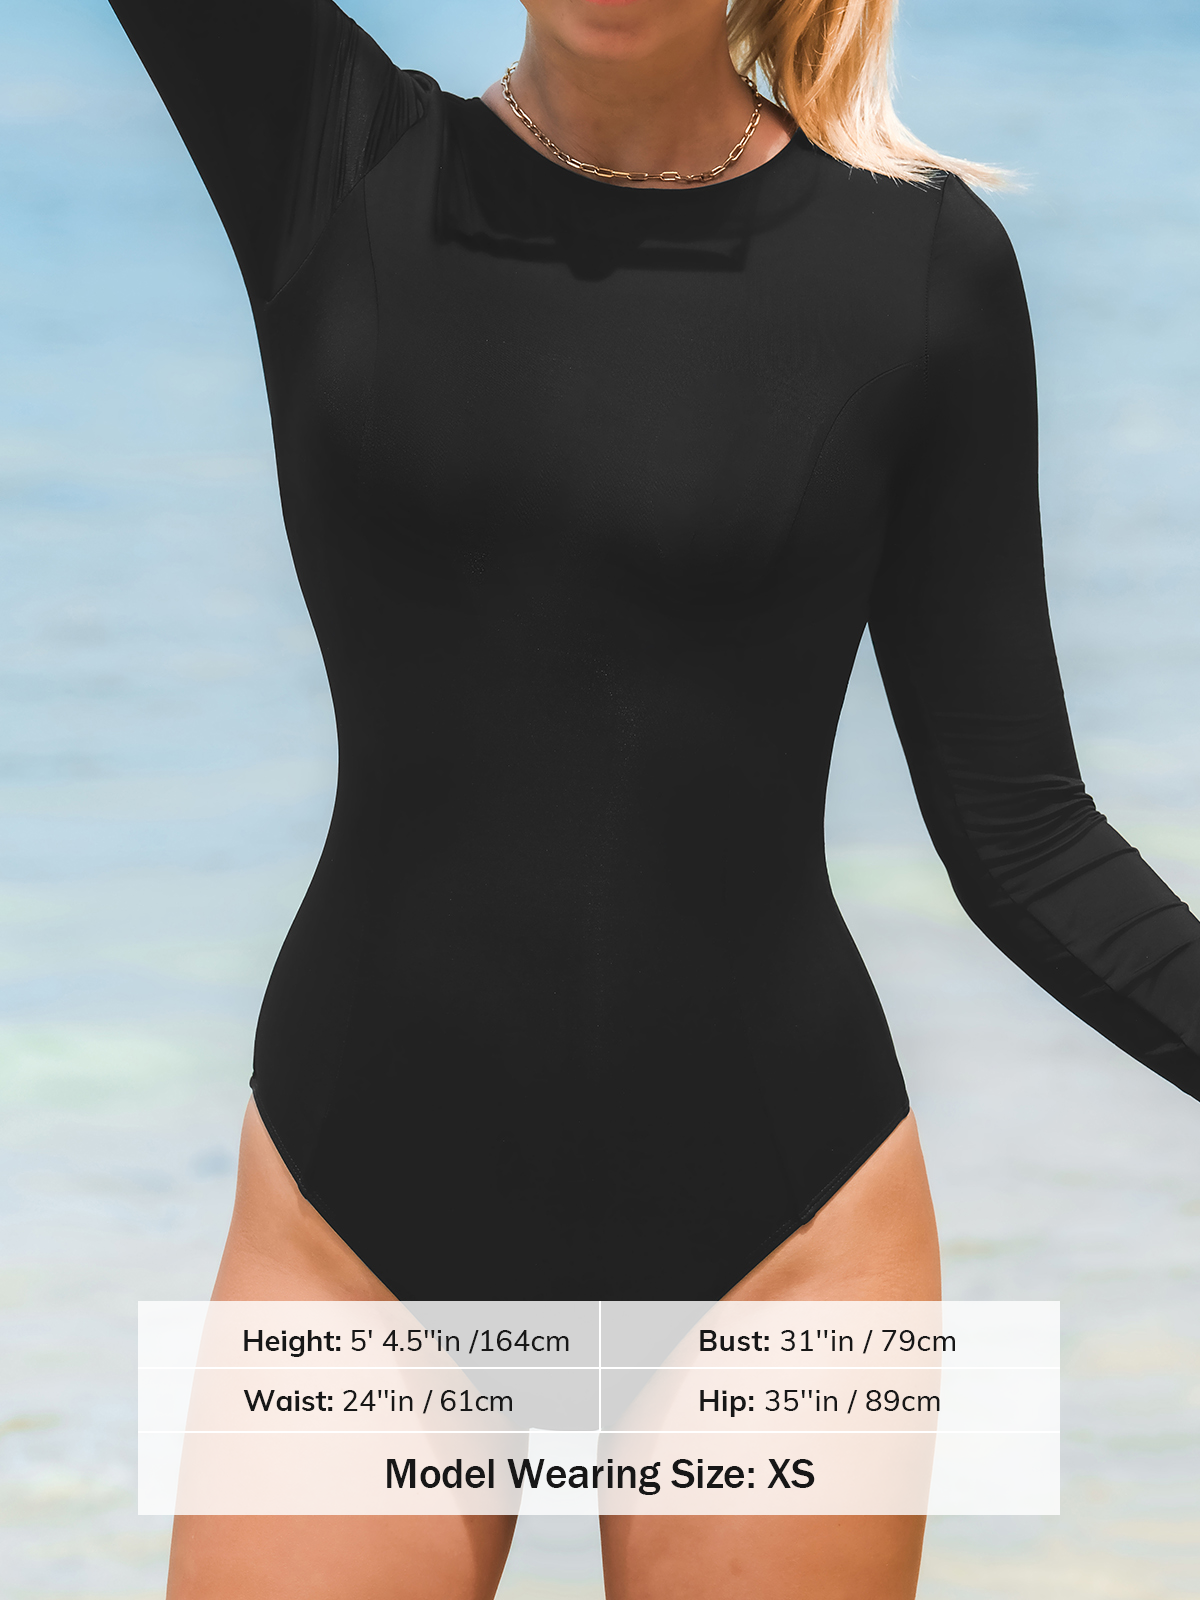 Height: 5' 4.5"in /164cm
Bust: 31"in / 79cm
Waist: 24"in / 61cm
Hip: 35"in / 89cm
Model Wearing Size: XS